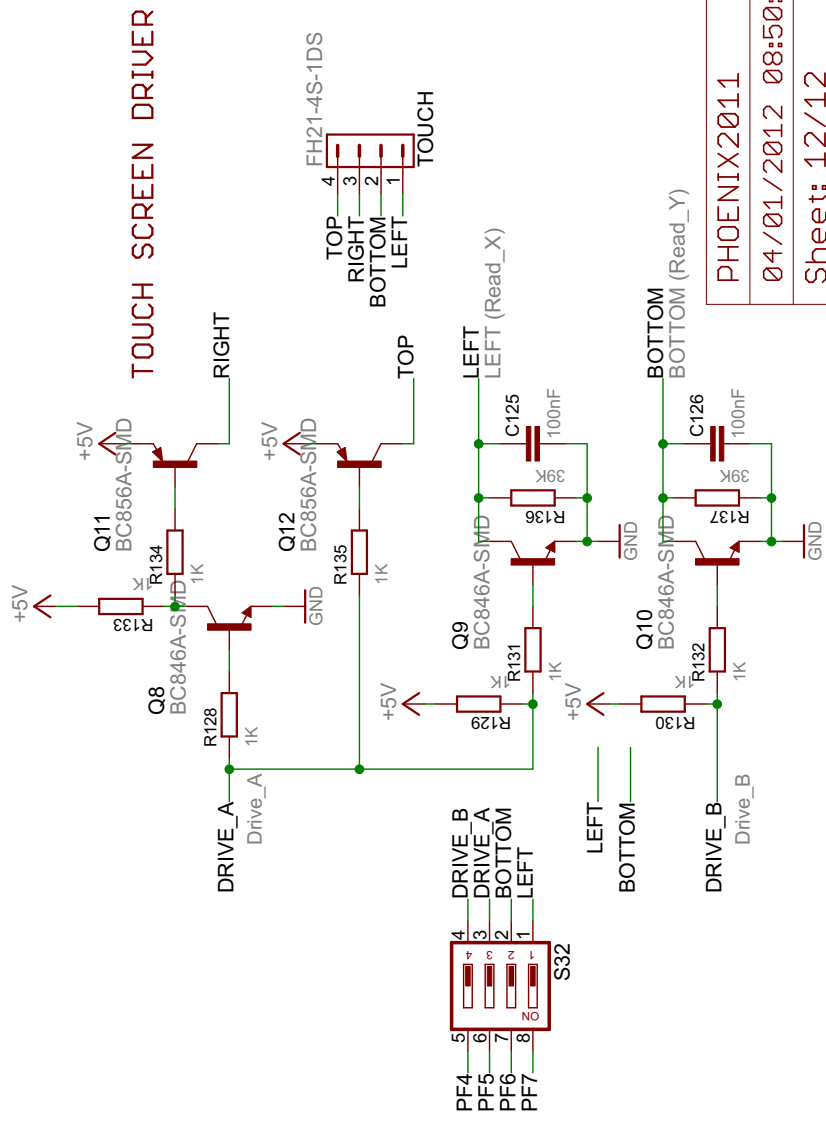 TOUCH SCREEN DRIVER
+5V
R133
1K
Q11
BC856A-SMD
+5V
R134
1K
RIGHT
Q8
BC846A-SMD
GND
R128
1K
DRIVE_A
Drive_A
Q12
BC856A-SMD
+5V
R135
1K
TOP
FH21-4S-1DS
TOP
RIGHT
BOTTOM
LEFT
4
3
2
1
TOUCH
+5V
R129
1K
Q9
BC846A-SMD
R131
1K
R136
39K
C125
100nF
GND
LEFT
LEFT (Read_X)
+5V
R130
1K
Q10
BC846A-SMD
R132
1K
R137
39K
C126
100nF
GND
BOTTOM
BOTTOM (Read_Y)
LEFT
BOTTOM
DRIVE_B
Drive_B
PF4
PF5
PF6
PF7
5
6
7
8
ON
4
3
2
1
4
3
2
1
S32
DRIVE_B
DRIVE_A
BOTTOM
LEFT
PHOENIX2011
04/01/2012 08:50:
Sheet: 12/12